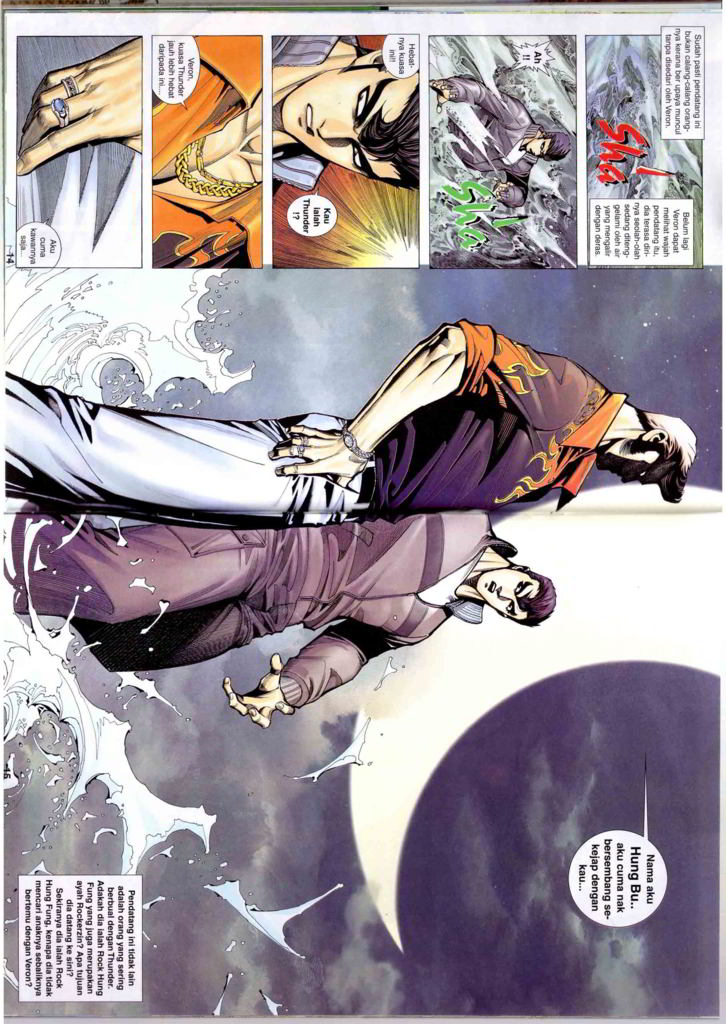 Sudah pasti pendatang ini
bukan calang-calang orang-
nya kerana ber upaya muncul
tanpa disedari oleh Veron.
Sha!
Belum lagi
Veron dapat
melihat wajah
pendatang itu,
dia terasa diri-
nya seolah-olah
sedang diteng-
gelami oleh air
yang mengalir
dengan deras.
Ah
!!
Sha!
Hebat-
nya kuasa
ini!!
Kau
ialah
Thunder
!?
Veron,
kuasa Thunder
jauh lebih hebat
daripada ini...
Aku
cuma
kawannya
saja...
14
Nama aku
Hung Bu..
aku cuma nak
bersembang se-
kejap dengan
kau...
Pendatang ini tidak lain
adalah orang yang sering
berbual dengan Thunder.
Adakah dia ialah Rock Hung
Fung yang juga merupakan
ayah Rockerzin? Apa tujuan
dia datang ke sini?
Sekiranya dia ialah Rock
Hung Fung, kenapa dia tidak
mencari anaknya sebaliknya
bertemu dengan Veron?
15